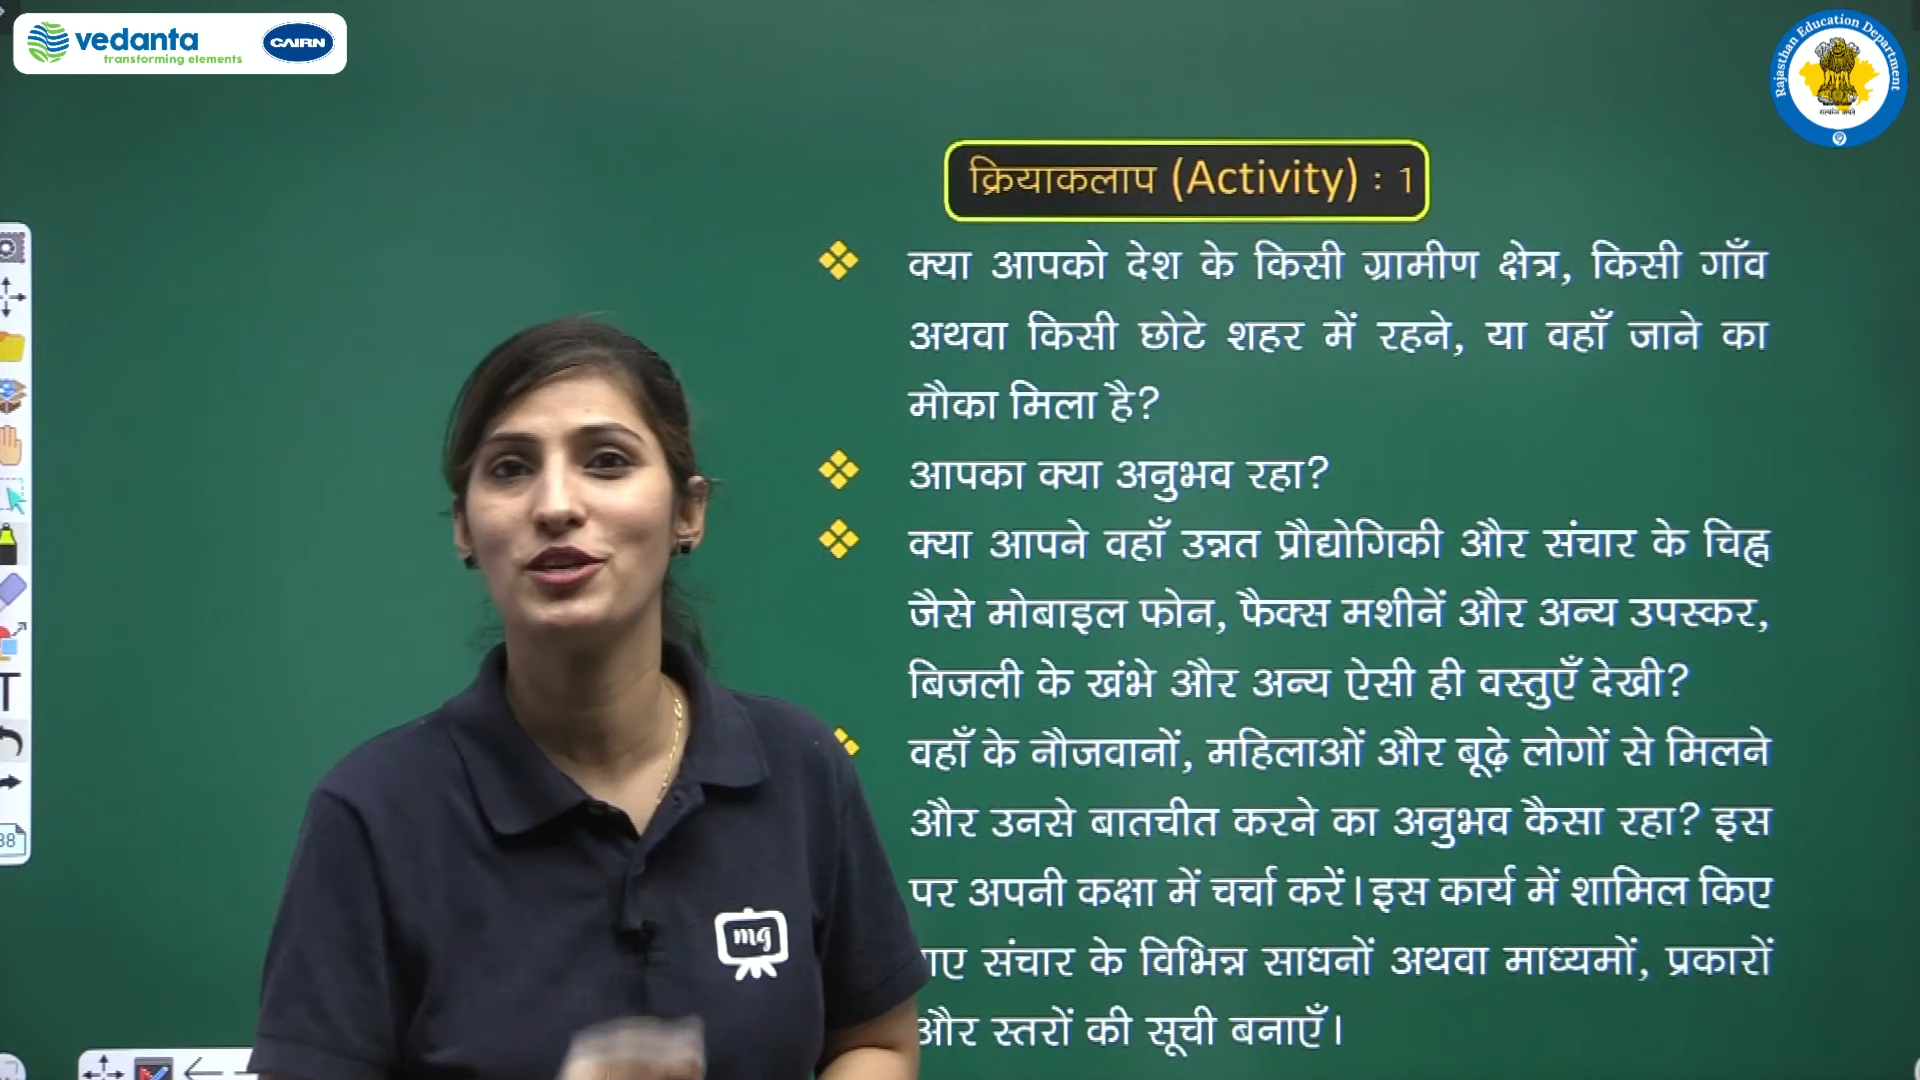 vedanta
transforming elements
CAIRN
Rajasthan Education Department
सत्यमेव जयते
क्रियाकलाप (Activity) : 1
क्या आपको देश के किसी ग्रामीण क्षेत्र, किसी गाँव
अथवा किसी छोटे शहर में रहने, या वहाँ जाने का
मौका मिला है?
आपका क्या अनुभव रहा?
क्या आपने वहाँ उन्नत प्रौद्योगिकी और संचार के चिह्न
जैसे मोबाइल फोन, फैक्स मशीनें और अन्य उपस्कर,
बिजली के खंभे और अन्य ऐसी ही वस्तुएँ देखी?
वहाँ के नौजवानों, महिलाओं और बूढ़े लोगों से मिलने
और उनसे बातचीत करने का अनुभव कैसा रहा? इस
पर अपनी कक्षा में चर्चा करें। इस कार्य में शामिल किए
संचार के विभिन्न साधनों अथवा माध्यमों, प्रकारों
और स्तरों की सूची बनाएँ।
mg
T